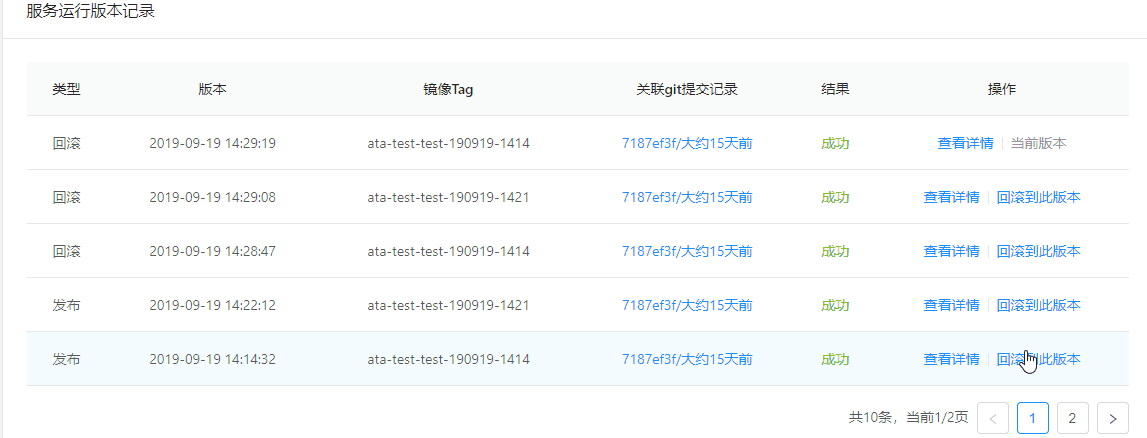 服务运行版本记录
类型 版本 镜像Tag 关联git提交记录 结果 操作
回滚 2019-09-19 14:29:19 ata-test-test-190919-1414 7187ef3f/大约15天前 成功 查看详情 当前版本
回滚 2019-09-19 14:29:08 ata-test-test-190919-1421 7187ef3f/大约15天前 成功 查看详情 回滚到此版本
回滚 2019-09-19 14:28:47 ata-test-test-190919-1414 7187ef3f/大约15天前 成功 查看详情 回滚到此版本
发布 2019-09-19 14:22:12 ata-test-test-190919-1421 7187ef3f/大约15天前 成功 查看详情 回滚到此版本
发布 2019-09-19 14:14:32 ata-test-test-190919-1414 7187ef3f/大约15天前 成功 查看详情 回滚到此版本
共10条，当前1/2页 < 1 2 >